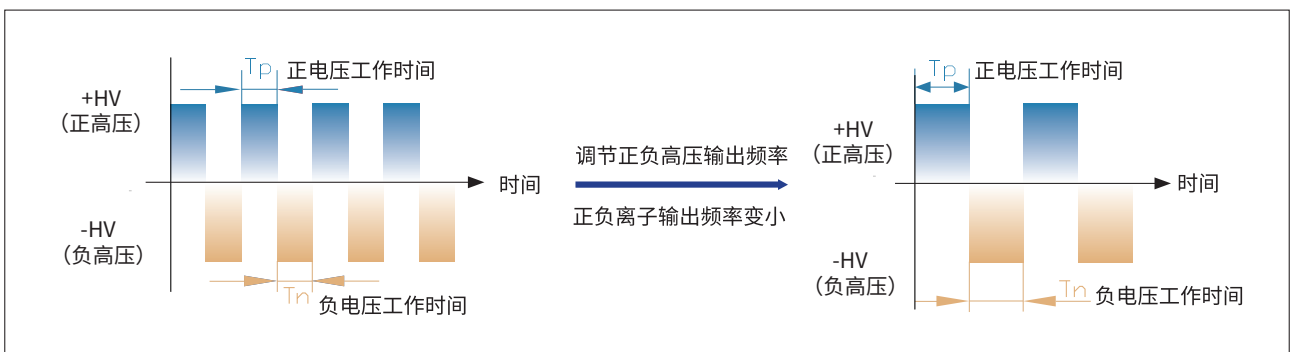 Tp 正电压工作时间
+HV
（正高压）
时间
-HV
（负高压）
Tn 负电压工作时间
调节正负高压输出频率
正负离子输出频率变小
Tp 正电压工作时间
+HV
（正高压）
时间
-HV
（负高压）
Tn 负电压工作时间